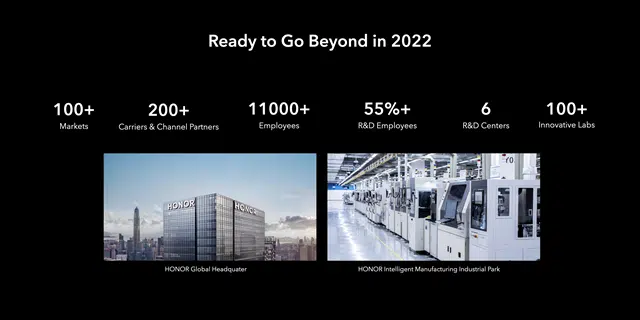 Ready to Go Beyond in 2022
100+
Markets
200+
Carriers & Channel Partners
11000+
Employees
55%+
R&D Employees
6
R&D Centers
100+
Innovative Labs
HONOR
HONOR
HONOR Global Headquater
HONOR Intelligent Manufacturing Industrial Park